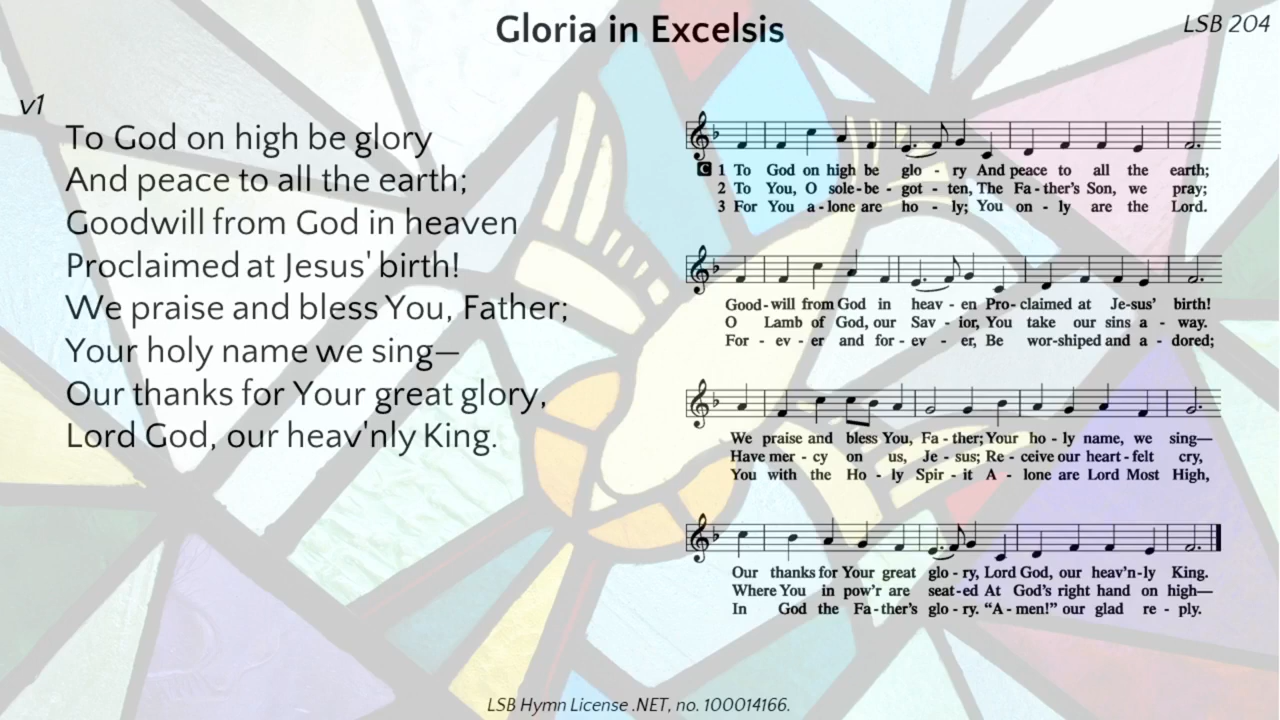 Gloria in Excelsis
LSB 204
v1
To God on high be glory
And peace to all the earth;
Goodwill from God in heaven
Proclaimed at Jesus' birth!
We praise and bless You, Father;
Your holy name we sing—
Our thanks for Your great glory,
Lord God, our heav'nly King.
C 1 To God on high be glo - ry And peace to all the earth;
2 To You, O sole - be - got - ten, The Fa - ther's Son, we pray;
3 For You a - lone are ho - ly; You on - ly are the Lord.
Good - will from God in heav - en Pro - claimed at Je - sus' birth!
O Lamb of God, our Sav - ior, You take our sins a - way.
For - ev - er and for - ev - er, Be wor - shiped and a - dored;
We praise and bless You, Fa - ther; Your ho - ly name, we sing—
Have mer - cy on us, Je - sus; Re - ceive our heart - felt cry,
You with the Ho - ly Spir - it A - lone are Lord Most High,
Our thanks for Your great glo - ry, Lord God, our heav'n - ly King.
Where You in pow'r are seat - ed At God's right hand on high—
In God the Fa - ther's glo - ry. “A - men!” our glad re - ply.
LSB Hymn License .NET, no. 100014166.